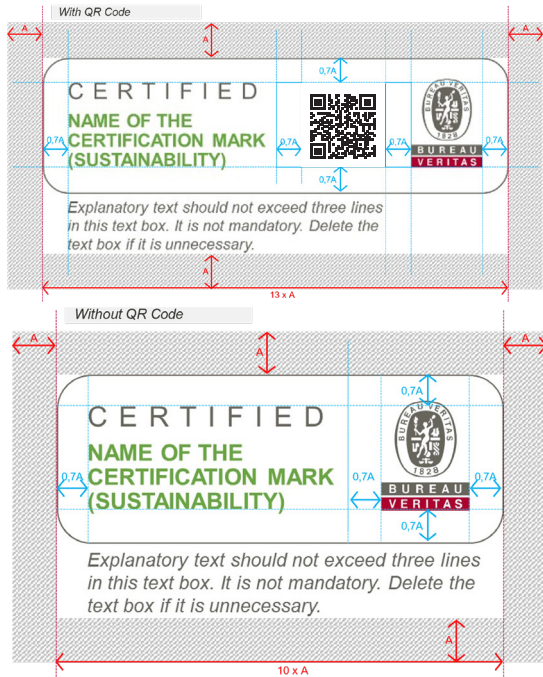 With QR Code
A
A
A
0,7A
CERTIFIED
NAME OF THE
CERTIFICATION MARK
(SUSTAINABILITY)
0,7A
0,7A
0,7A
0,7A
0,7A
BUREAU VERITAS
1828
BUREAU
VERITAS
Explanatory text should not exceed three lines
in this text box. It is not mandatory. Delete the
text box if it is unnecessary.
A
13 x A
Without QR Code
A
A
A
0,7A
CERTIFIED
NAME OF THE
CERTIFICATION MARK
(SUSTAINABILITY)
0,7A
0,7A
0,7A
BUREAU VERITAS
1828
BUREAU
VERITAS
0,7A
Explanatory text should not exceed three lines
in this text box. It is not mandatory. Delete the
text box if it is unnecessary.
A
10 x A